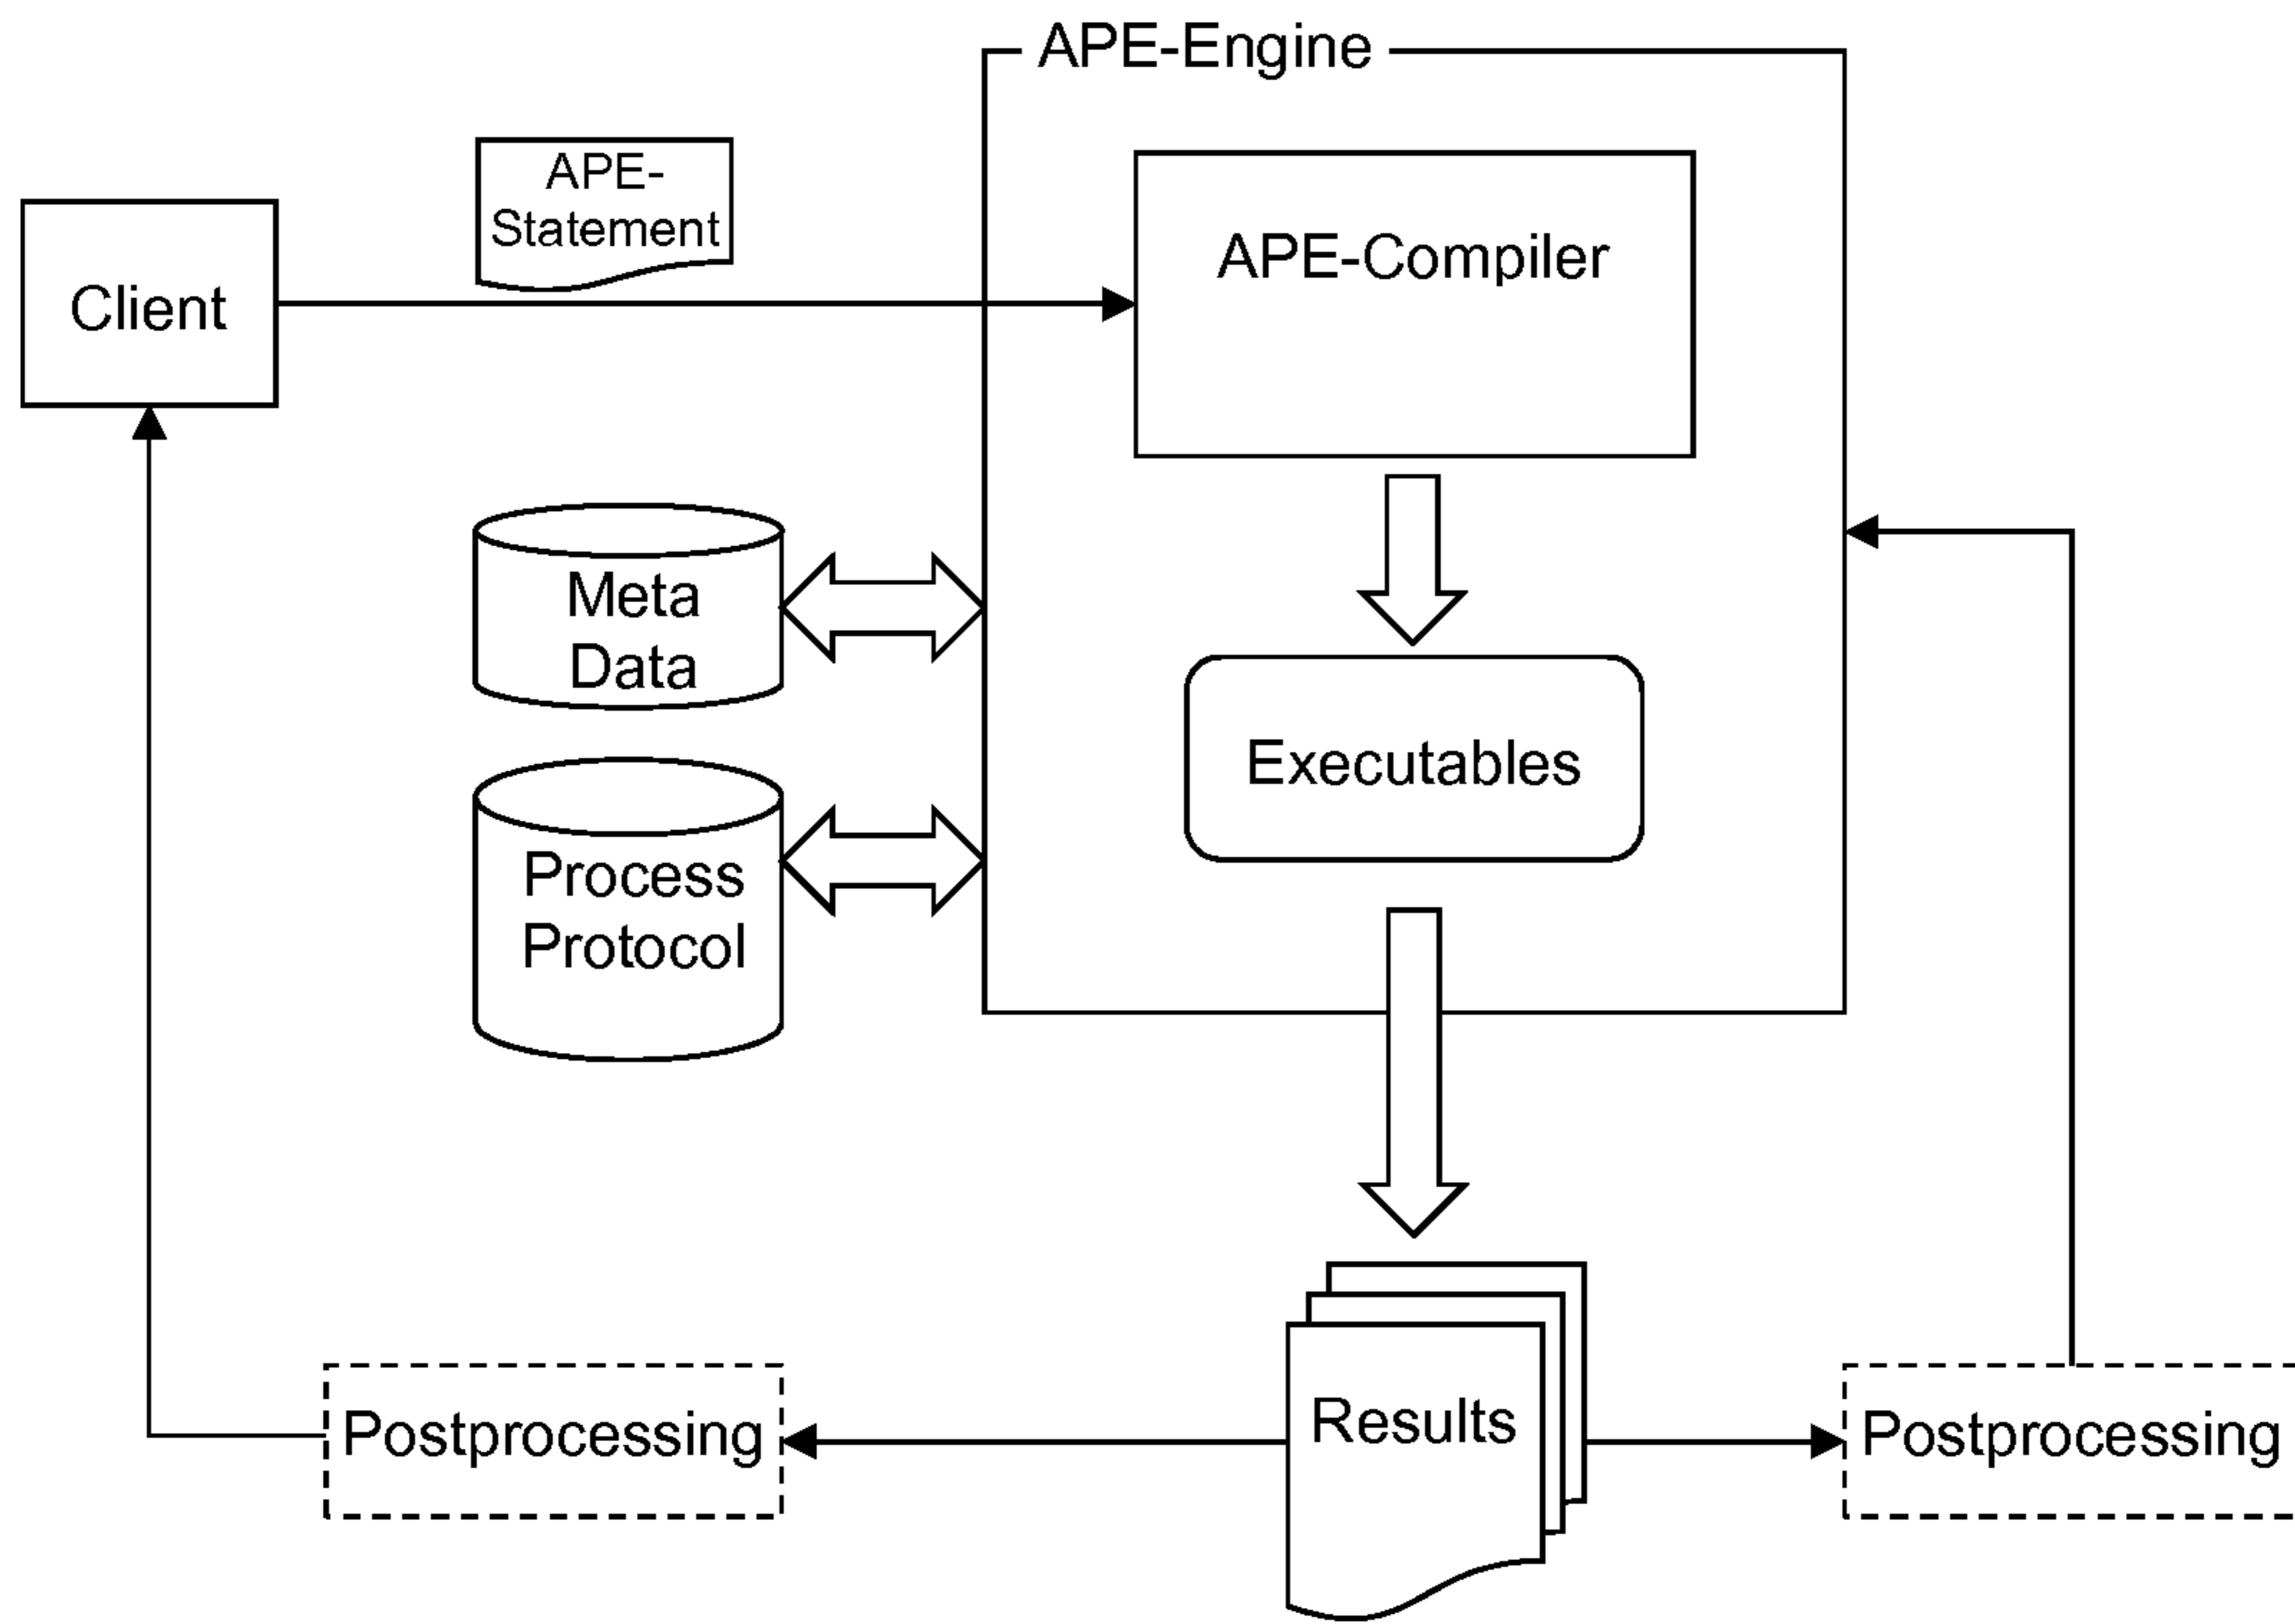 APE-Engine
APE-
Statement
Client
APE-Compiler
Meta
Data
Executables
Process
Protocol
Results
Postprocessing
Postprocessing